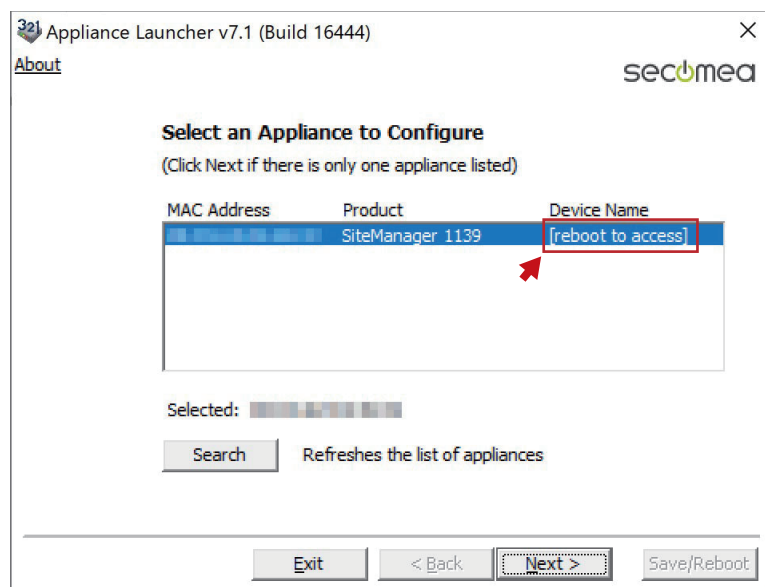 321 Appliance Launcher v7.1 (Build 16444)
About
secomea
Select an Appliance to Configure
(Click Next if there is only one appliance listed)
MAC Address Product Device Name
SiteManager 1139 [reboot to access]
Selected:
Search Refreshes the list of appliances
Exit < Back Next > Save/Reboot